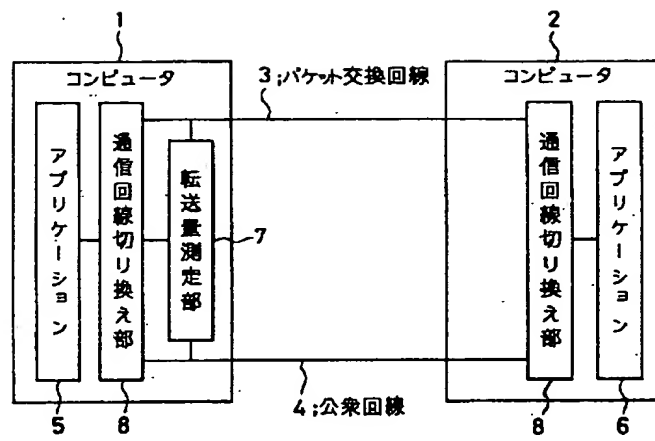 1
2
コンピュータ
コンピュータ
3;パケット交換回線
アプリケーション
通信回線切り換え部
転送量測定部
7
通信回線切り換え部
アプリケーション
5
8
4;公衆回線
8
6